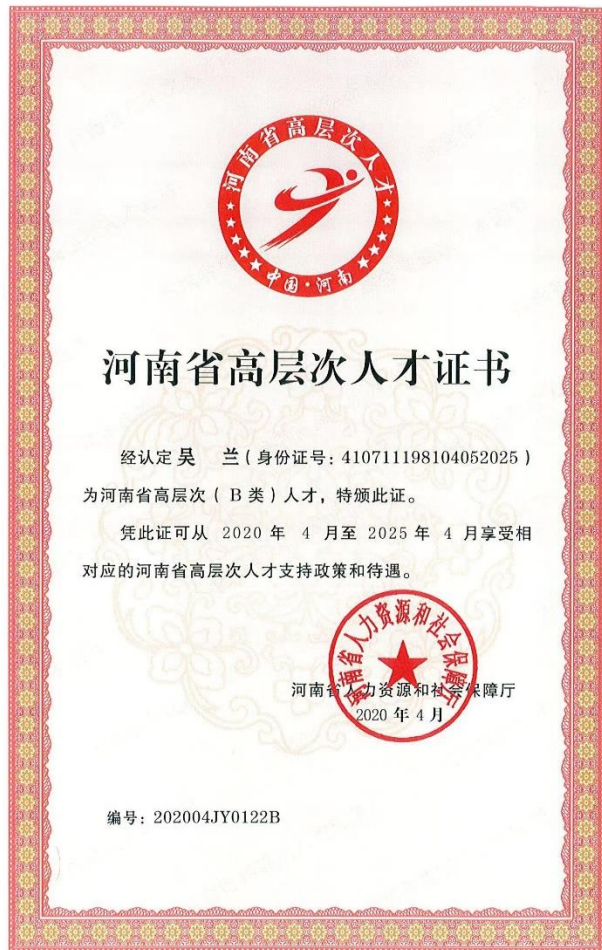 河南省高层次人才
中国·河南
河南省高层次人才证书
经认定吴 兰(身份证号:410711198104052025)
为河南省高层次(B类)人才,特颁此证。
凭此证可从 2020 年 4 月至 2025 年 4 月享受相
对应的河南省高层次人才支持政策和待遇。
河南省人力资源和社会保障厅
河南省人力资源和社会保障厅
2020 年 4 月
编号:202004JY0122B